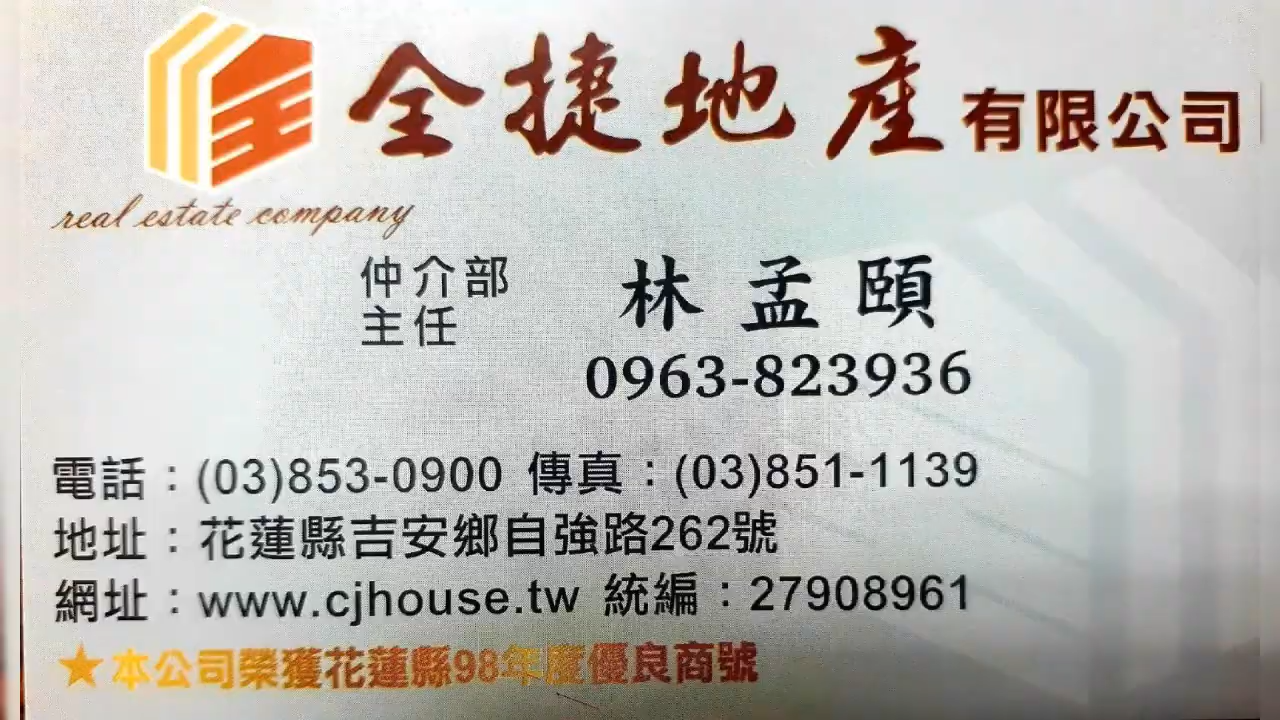 全捷地產有限公司
real estate company
仲介部
主任
林孟頤
0963-823936
電話：(03)853-0900 傳真：(03)851-1139
地址：花蓮縣吉安鄉自強路262號
網址：www.cjhouse.tw 統編：27908961
★本公司榮獲花蓮縣98年度優良商號